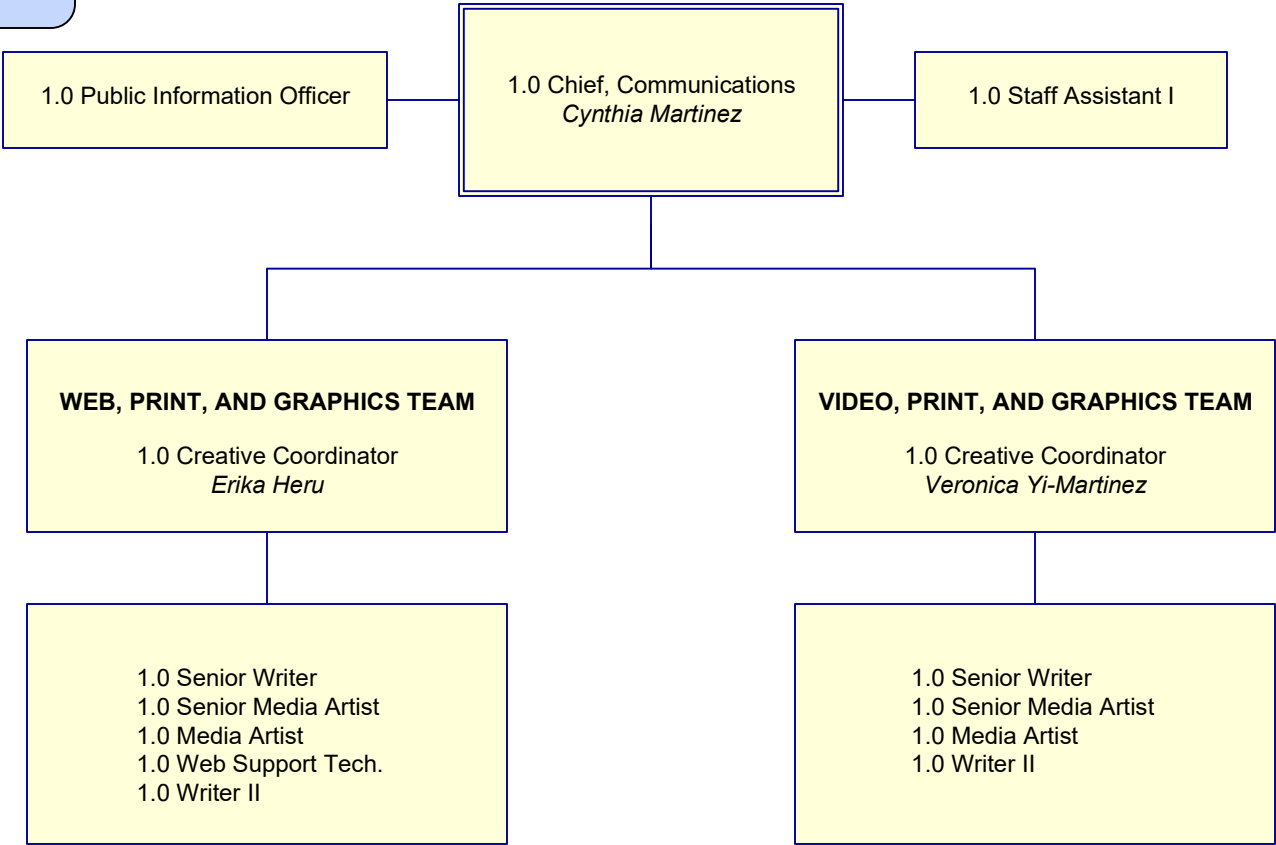 1.0 Public Information Officer
1.0 Chief, Communications
Cynthia Martinez
1.0 Staff Assistant I
WEB, PRINT, AND GRAPHICS TEAM
1.0 Creative Coordinator
Erika Heru
VIDEO, PRINT, AND GRAPHICS TEAM
1.0 Creative Coordinator
Veronica Yi-Martinez
1.0 Senior Writer
1.0 Senior Media Artist
1.0 Media Artist
1.0 Web Support Tech.
1.0 Writer II
1.0 Senior Writer
1.0 Senior Media Artist
1.0 Media Artist
1.0 Writer II